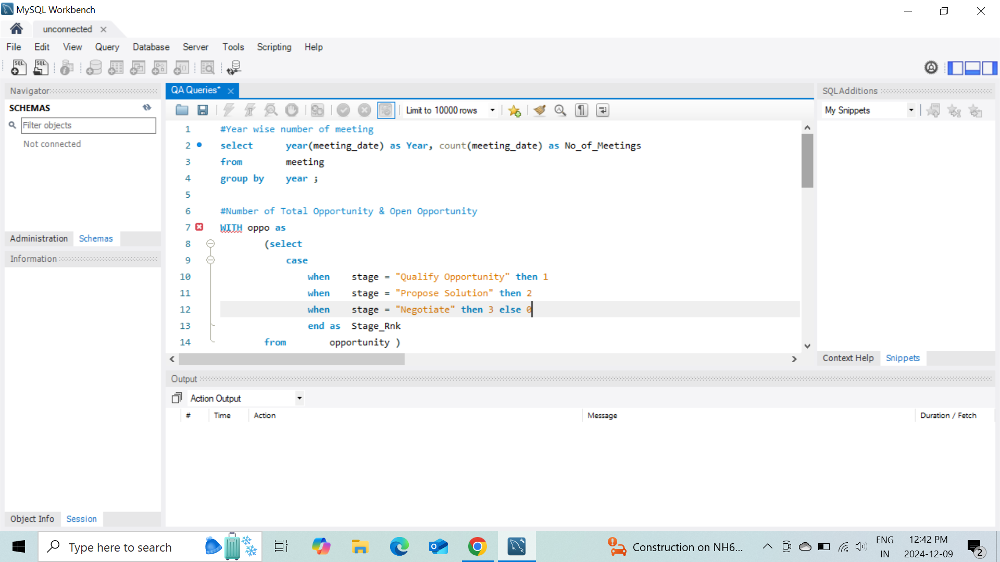 MySQL Workbench
unconnected
File Edit View Query Database Server Tools Scripting Help
Navigator
SCHEMAS
Filter objects
Not connected
Administration Schemas
Information
Object Info Session
QA Queries*
Limit to 10000 rows
1 #Year wise number of meeting
2 select year(meeting_date) as Year, count(meeting_date) as No_of_Meetings
3 from meeting
4 group by year ;
5
6 #Number of Total Opportunity & Open Opportunity
7 WITH oppo as
8 (select
9 case
10 when stage = "Qualify Opportunity" then 1
11 when stage = "Propose Solution" then 2
12 when stage = "Negotiate" then 3 else 0
13 end as Stage_Rnk
14 from opportunity )
SQLAdditions
My Snippets
Context Help Snippets
Output
Action Output
# Time Action Message Duration / Fetch
Type here to search
Construction on NH6...
ENG
IN
12:42 PM
2024-12-09
2